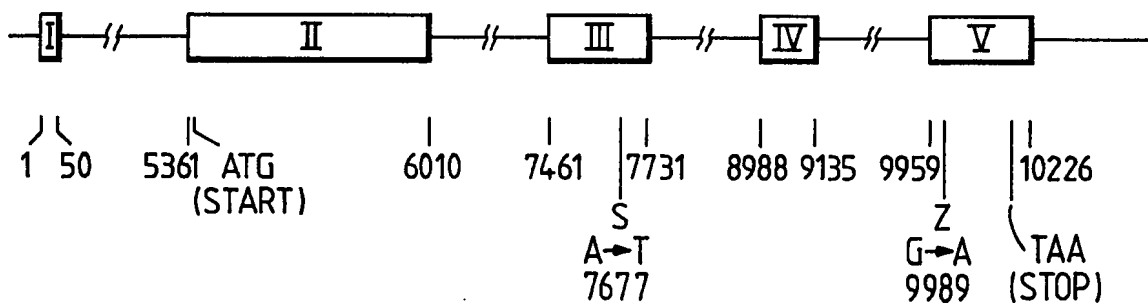 I II III IV V
1 50 5361 ATG 6010 7461 7731 8988 9135 9959 10226
(START)
S Z
A→T G→A TAA
7677 9989 (STOP)